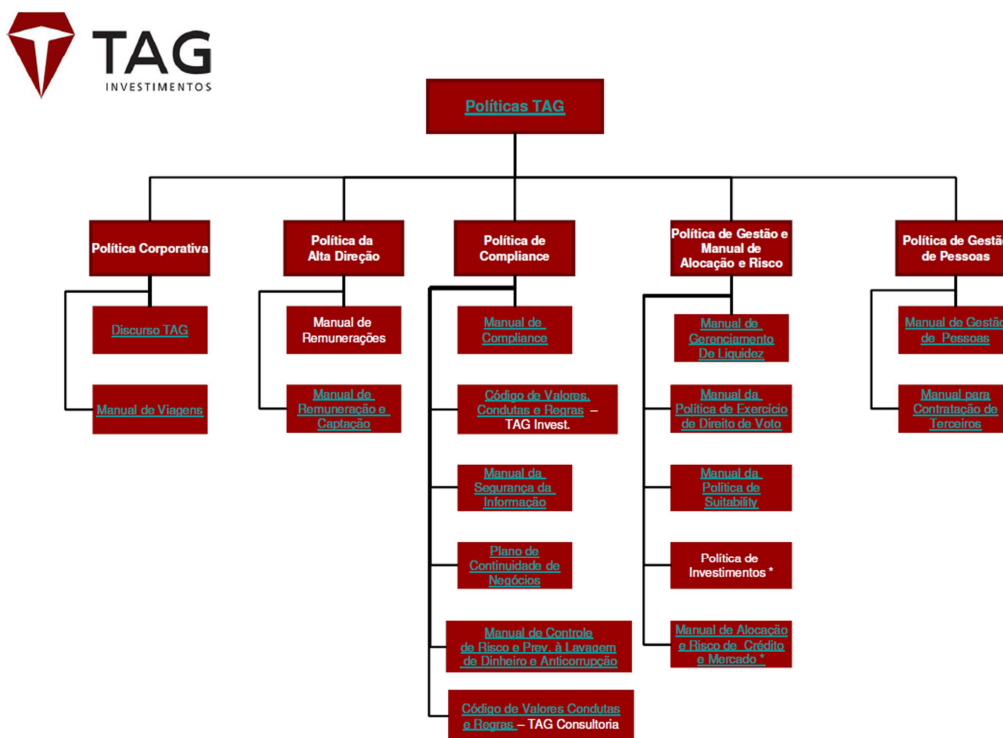 TAG
INVESTIMENTOS
Políticas TAG
Política Corporativa
Discurso TAG
Manual de Viagens
Política da
Alta Direção
Manual de
Remunerações
Manual de
Remuneração e
Captação
Política de
Compliance
Manual de
Compliance
Código de Valores,
Condutas e Regras –
TAG Invest.
Manual da
Segurança da
Informação
Plano de
Continuidade de
Negócios
Manual de Controle
de Risco e Prev. à Lavagem
de Dinheiro e Anticorrupção
Código de Valores Condutas
e Regras – TAG Consultoria
Política de Gestão e
Manual de
Alocação e Risco
Manual de
Gerenciamento
De Liquidez
Manual da
Política de Exercício
de Direito de Voto
Manual da
Política de
Suitability
Política de
Investimentos *
Manual de Alocação
e Risco de Crédito
e Mercado *
Política de Gestão
de Pessoas
Manual de Gestão
de Pessoas
Manual para
Contratação de
Terceiros